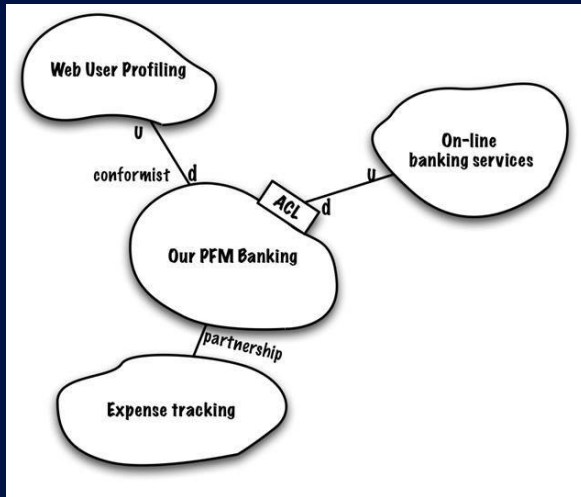 Web User Profiling
U
conformist d
On-line
banking services
u
ACL
d
Our PFM Banking
partnership
Expense tracking